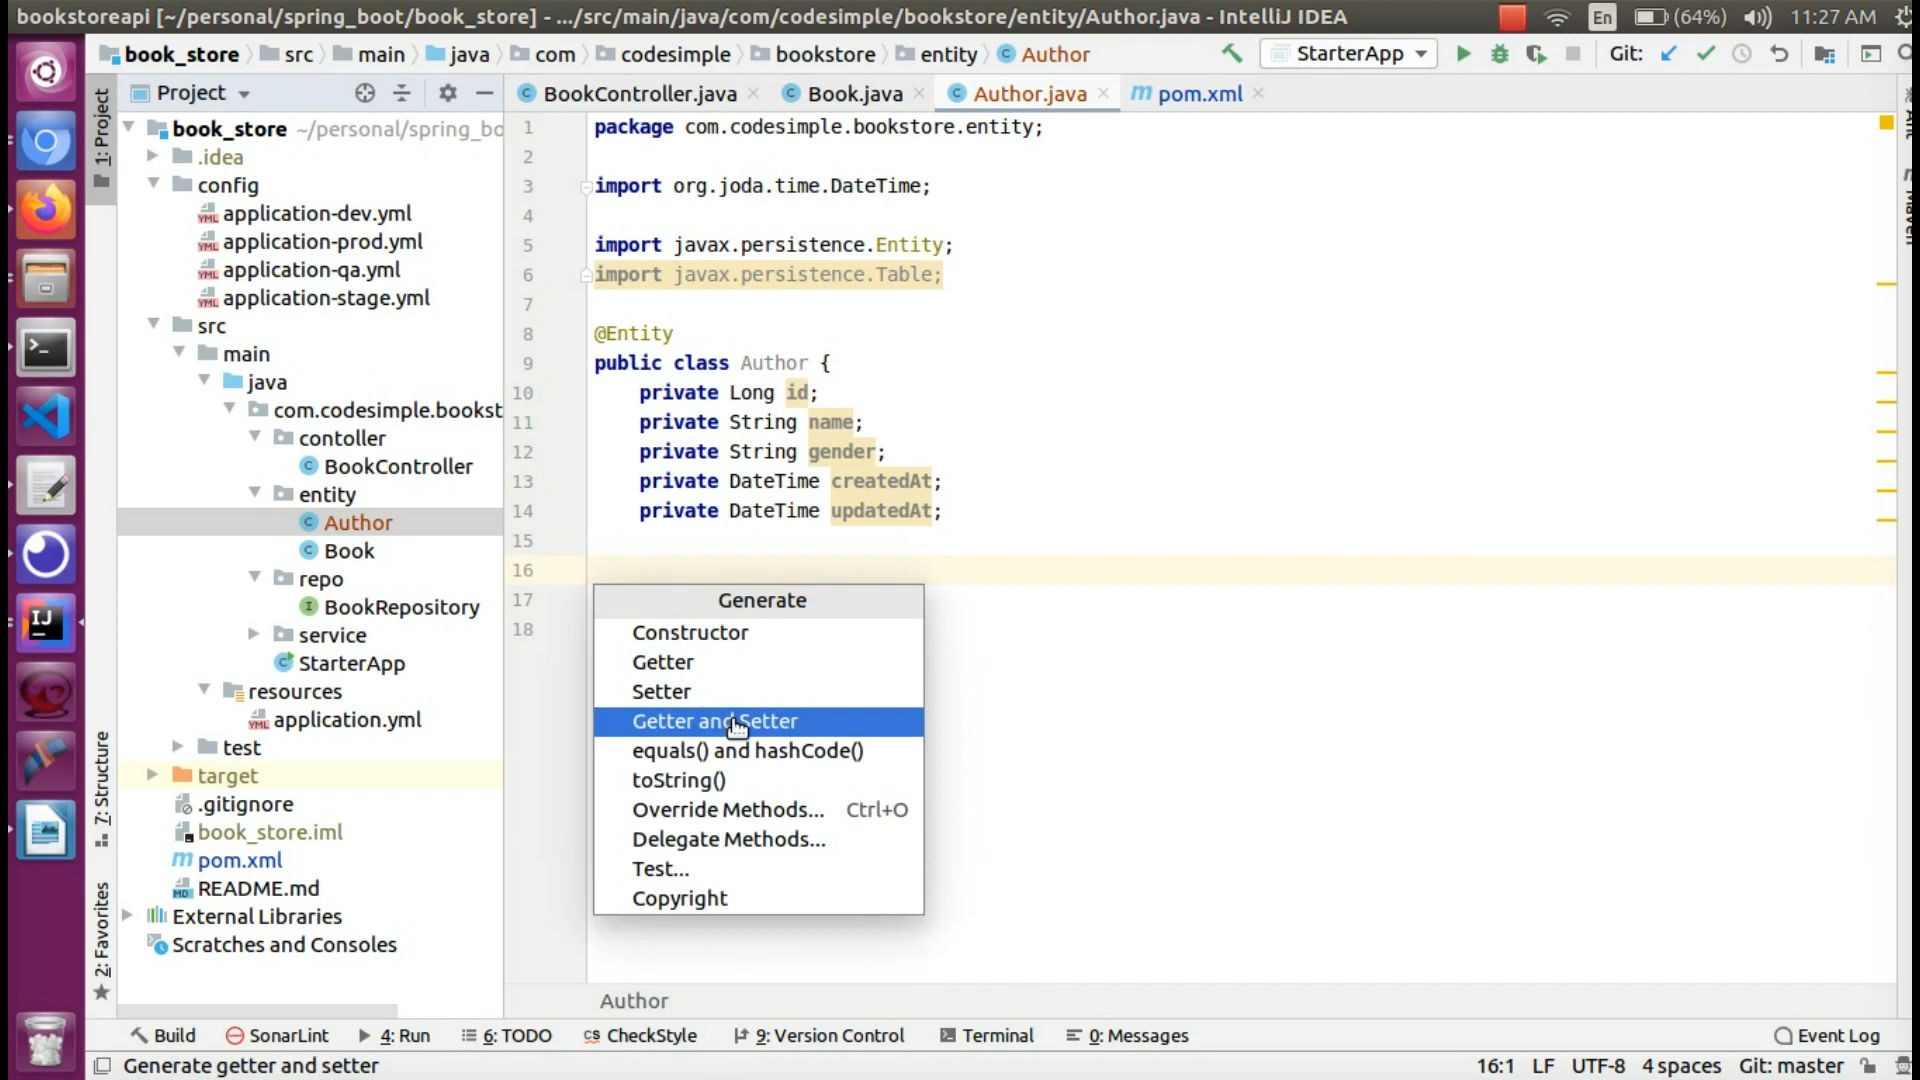 bookstoreapi [~/personal/spring_boot/book_store] - .../src/main/java/com/codesimple/bookstore/entity/Author.java - IntelliJ IDEA
En (64%) 11:27 AM
book_store src main java com codesimple bookstore entity Author StarterApp Git:
Project
BookController.java Book.java Author.java pom.xml
1: Project
7: Structure
2: Favorites
book_store ~/personal/spring_bo
.idea
config
application-dev.yml
application-prod.yml
application-qa.yml
application-stage.yml
src
main
java
com.codesimple.bookst
contoller
BookController
entity
Author
Book
repo
BookRepository
service
StarterApp
resources
application.yml
test
target
.gitignore
book_store.iml
pom.xml
README.md
External Libraries
Scratches and Consoles
1 package com.codesimple.bookstore.entity;
2
3 import org.joda.time.DateTime;
4
5 import javax.persistence.Entity;
6 import javax.persistence.Table;
7
8 @Entity
9 public class Author {
10 private Long id;
11 private String name;
12 private String gender;
13 private DateTime createdAt;
14 private DateTime updatedAt;
15
16
17
18
Generate
Constructor
Getter
Setter
Getter and Setter
equals() and hashCode()
toString()
Override Methods... Ctrl+O
Delegate Methods...
Test...
Copyright
Author
Maven
Build SonarLint 4: Run 6: TODO CheckStyle 9: Version Control Terminal 0: Messages Event Log
Generate getter and setter 16:1 LF UTF-8 4 spaces Git: master